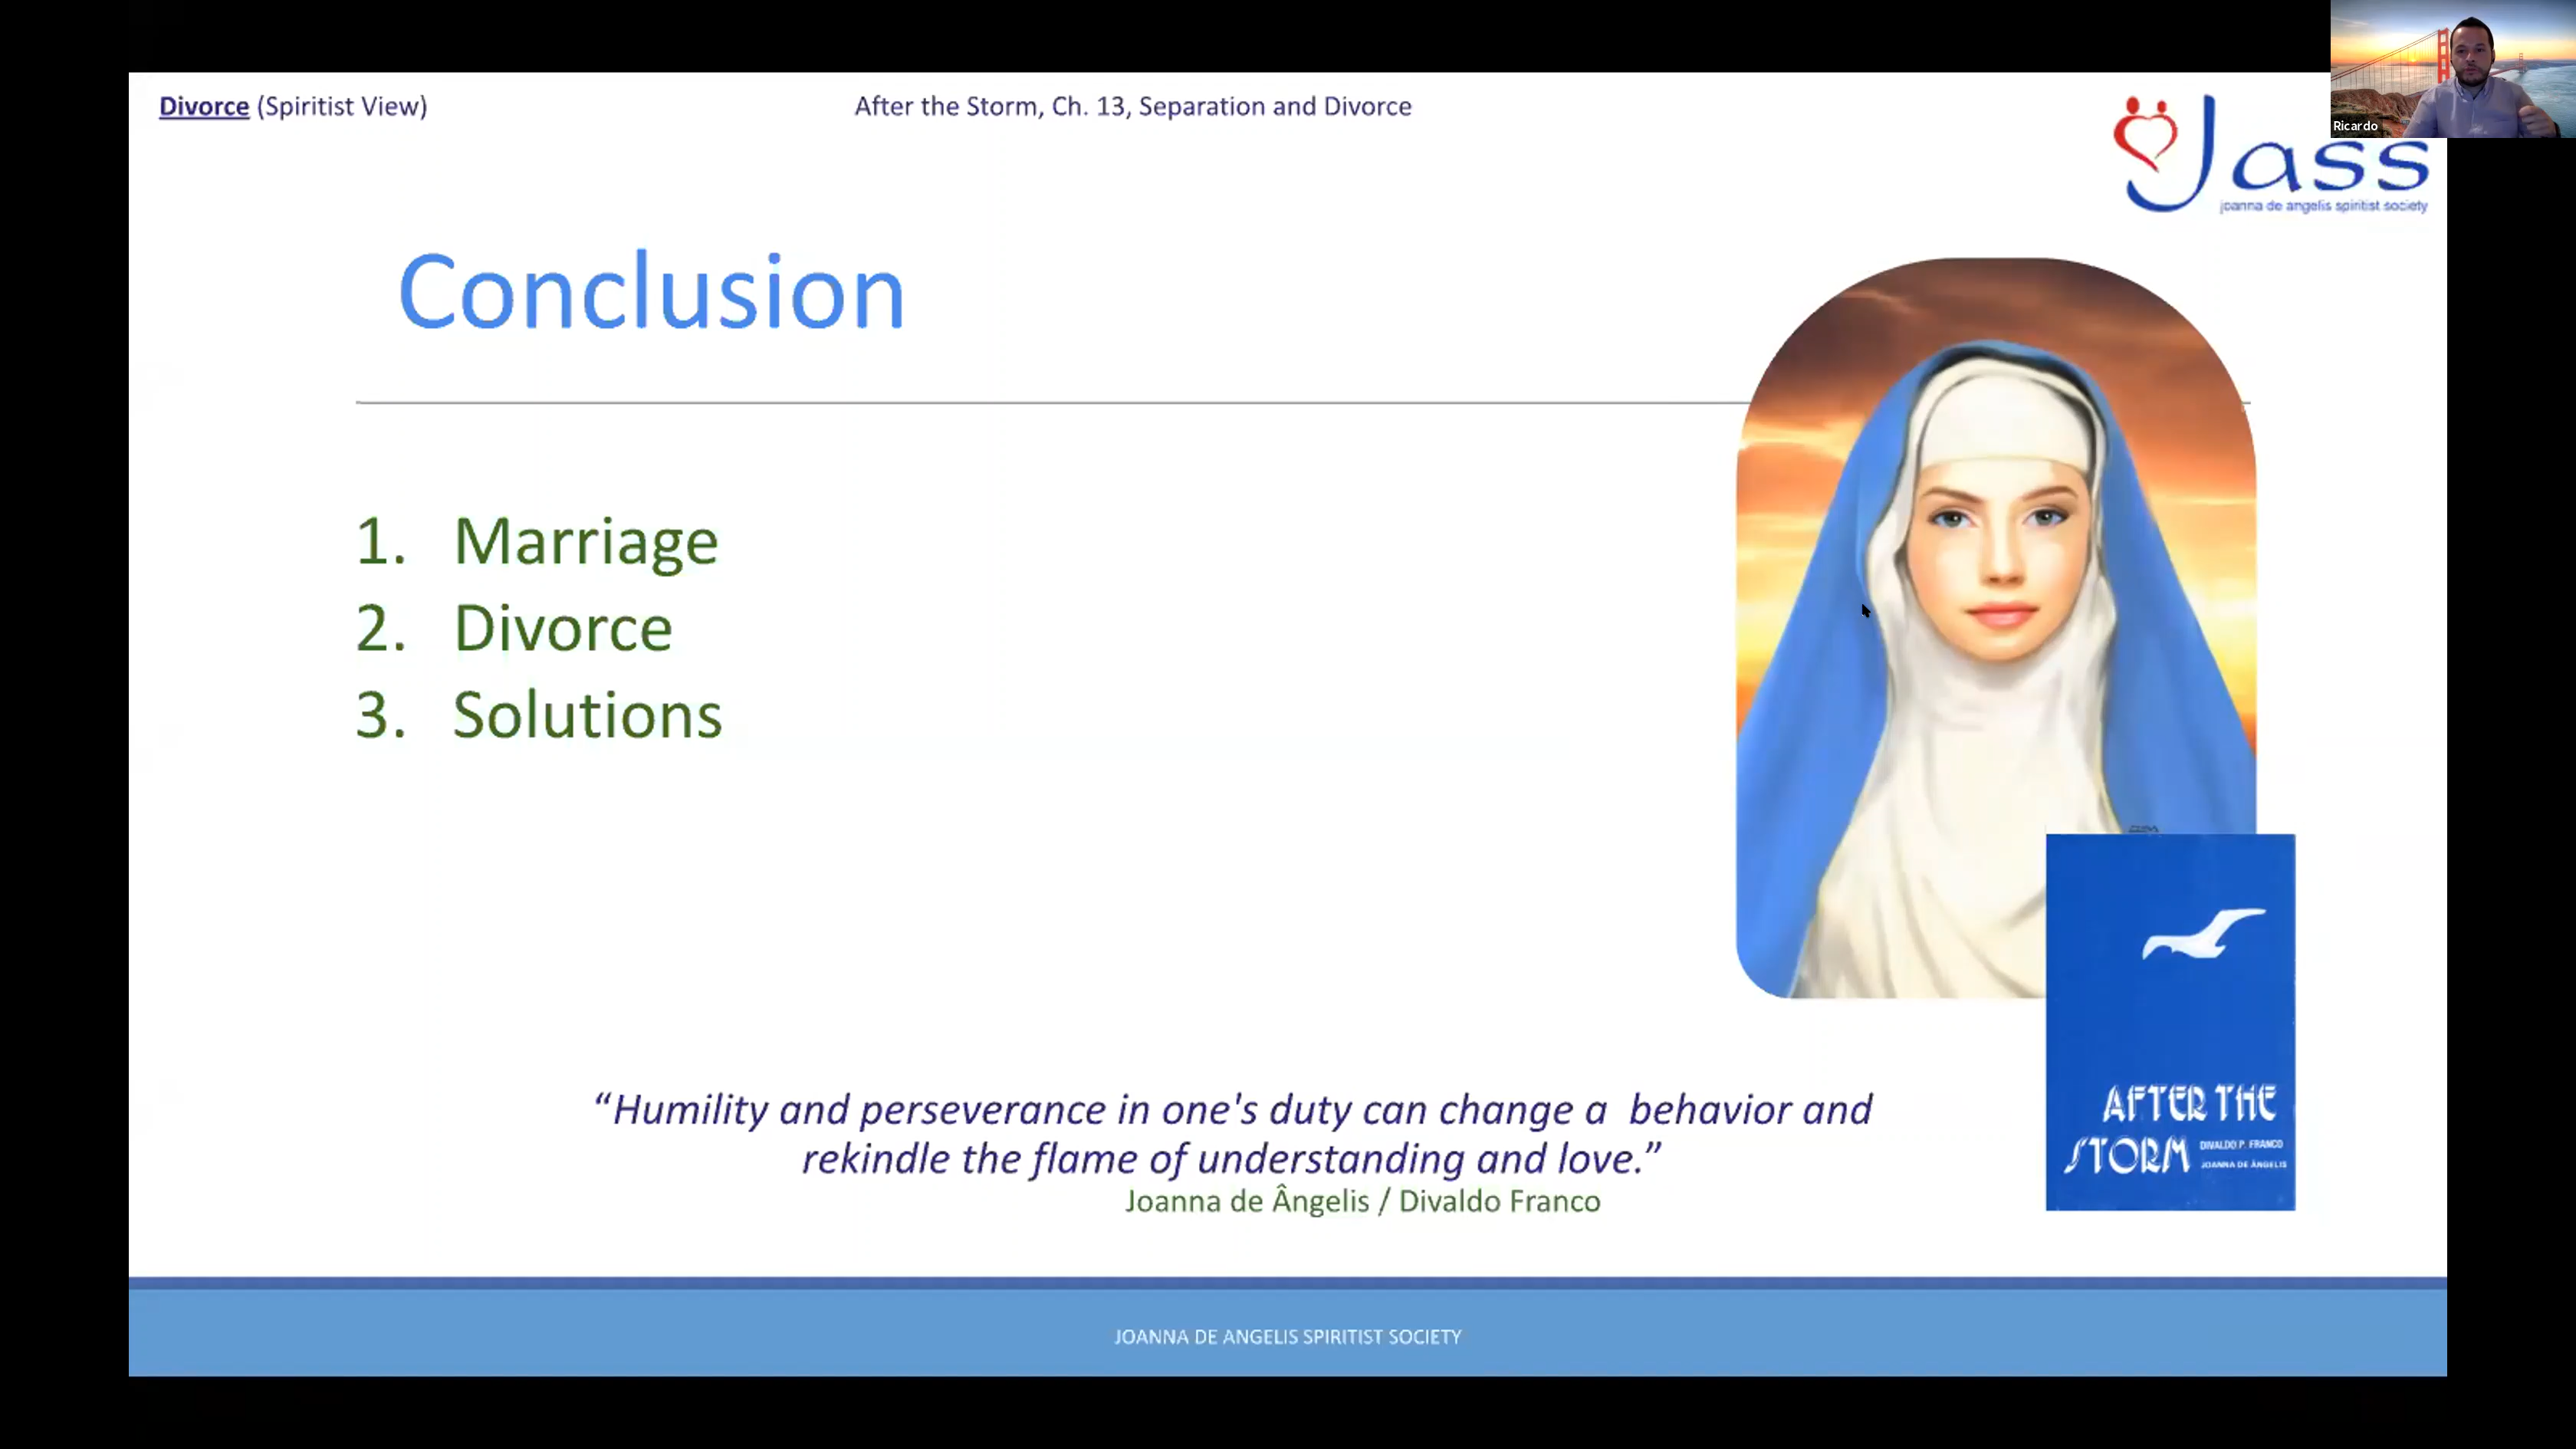 Divorce (Spiritist View)
After the Storm, Ch. 13, Separation and Divorce
Ricardo
Jass
joanna de angelis spiritist society
Conclusion
1. Marriage
2. Divorce
3. Solutions
“Humility and perseverance in one's duty can change a behavior and
rekindle the flame of understanding and love.”
Joanna de Ângelis / Divaldo Franco
AFTER THE
STORM
DIVALDO P. FRANCO
JOANNA DE ÂNGELIS
JOANNA DE ANGELIS SPIRITIST SOCIETY